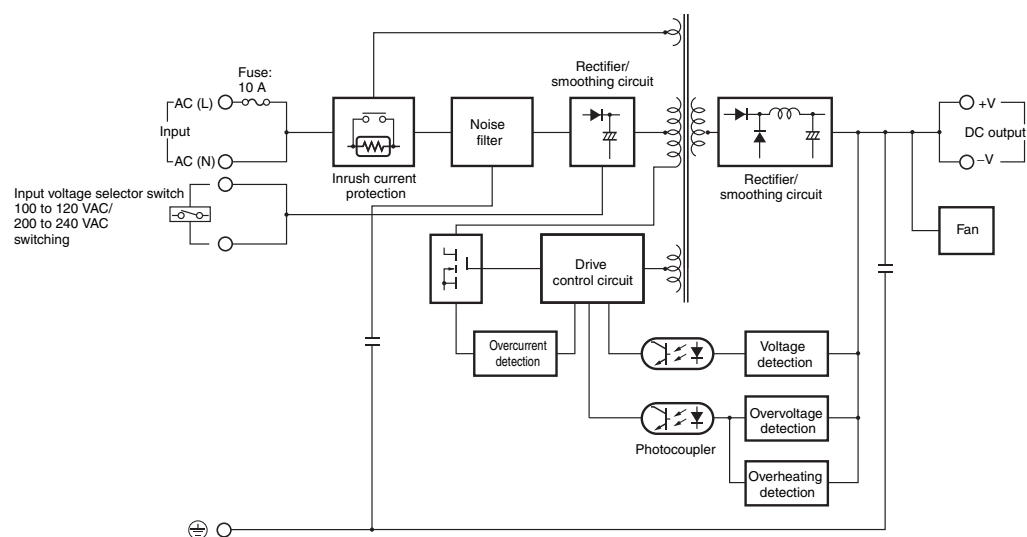 Fuse:
10 A
AC (L)
Input
AC (N)
Input voltage selector switch
100 to 120 VAC/
200 to 240 VAC
switching
Inrush current
protection
Noise
filter
Rectifier/
smoothing circuit
Rectifier/
smoothing circuit
+V
DC output
−V
Fan
Drive
control circuit
Overcurrent
detection
Voltage
detection
Overvoltage
detection
Photocoupler
Overheating
detection